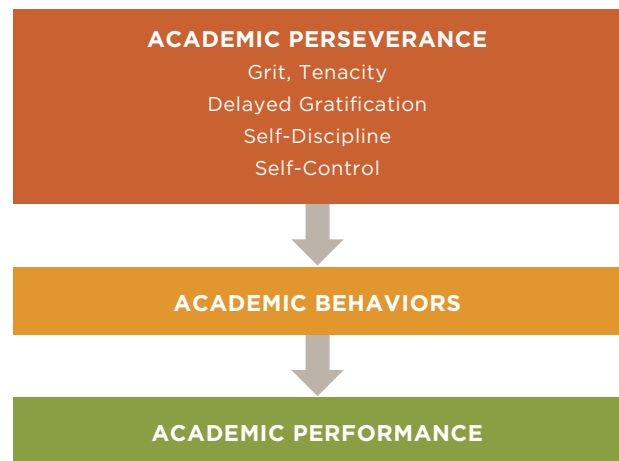 ACADEMIC PERSEVERANCE
Grit, Tenacity
Delayed Gratification
Self-Discipline
Self-Control
ACADEMIC BEHAVIORS
ACADEMIC PERFORMANCE